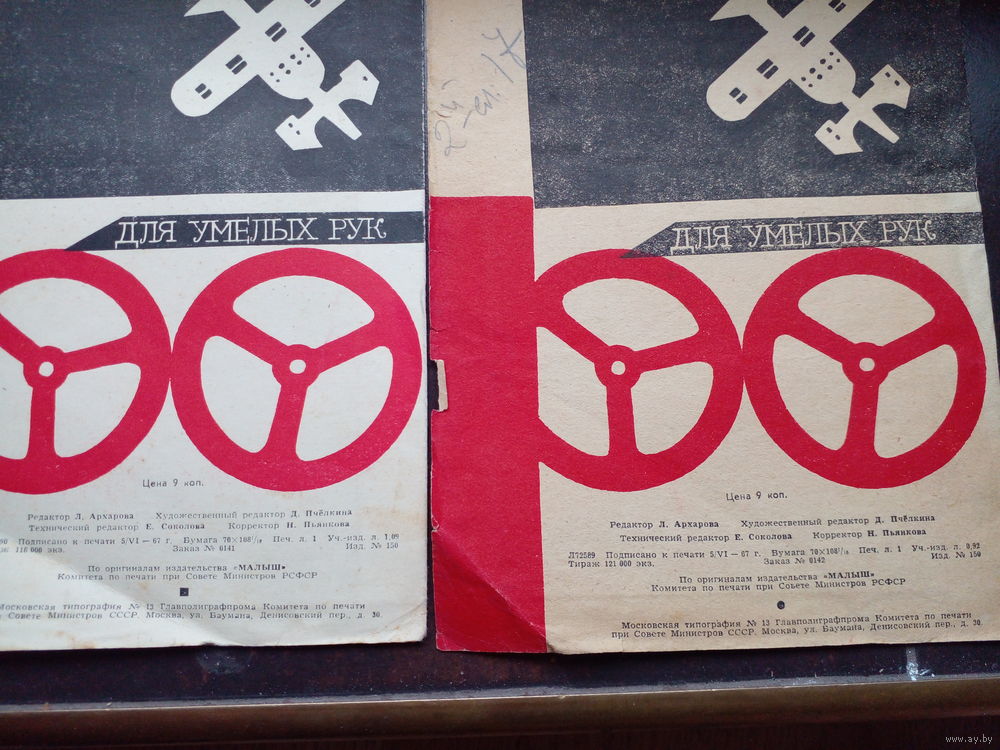 ДЛЯ УМЕЛЫХ РУК
Цена 9 коп.
Редактор Л. Архарова Художественный редактор Д. Пчёлкина
Технический редактор Е. Соколова Корректор Н. Пьянкова
90 Подписано к печати 5/VI — 67 г. Бумага 70×108¹/₁₈ Печ. л. 1 Уч.-изд. л. 1,09
116 000 экз. Заказ № 0141 Изд. № 150
По оригиналам издательства «МАЛЫШ»
Комитета по печати при Совете Министров РСФСР
Московская типография № 13 Главполиграфпрома Комитета по печати
Совете Министров СССР. Москва, ул. Баумана, Денисовский пер., д. 30.
2ый
17
ДЛЯ УМЕЛЫХ РУК
Цена 9 коп.
Редактор Л. Архарова Художественный редактор Д. Пчёлкина
Технический редактор Е. Соколова Корректор Н. Пьянкова
Л72589 Подписано к печати 5/VI — 67 г. Бумага 70×108¹/₁₈ Печ. л. 1 Уч.-изд. л. 0,92
Тираж 121 000 экз. Заказ № 0142 Изд. № 150
По оригиналам издательства «МАЛЫШ»
Комитета по печати при Совете Министров РСФСР
Московская типография № 13 Главполиграфпрома Комитета по печати
при Совете Министров СССР. Москва, ул. Баумана, Денисовский пер., д. 30.
www.ay.by